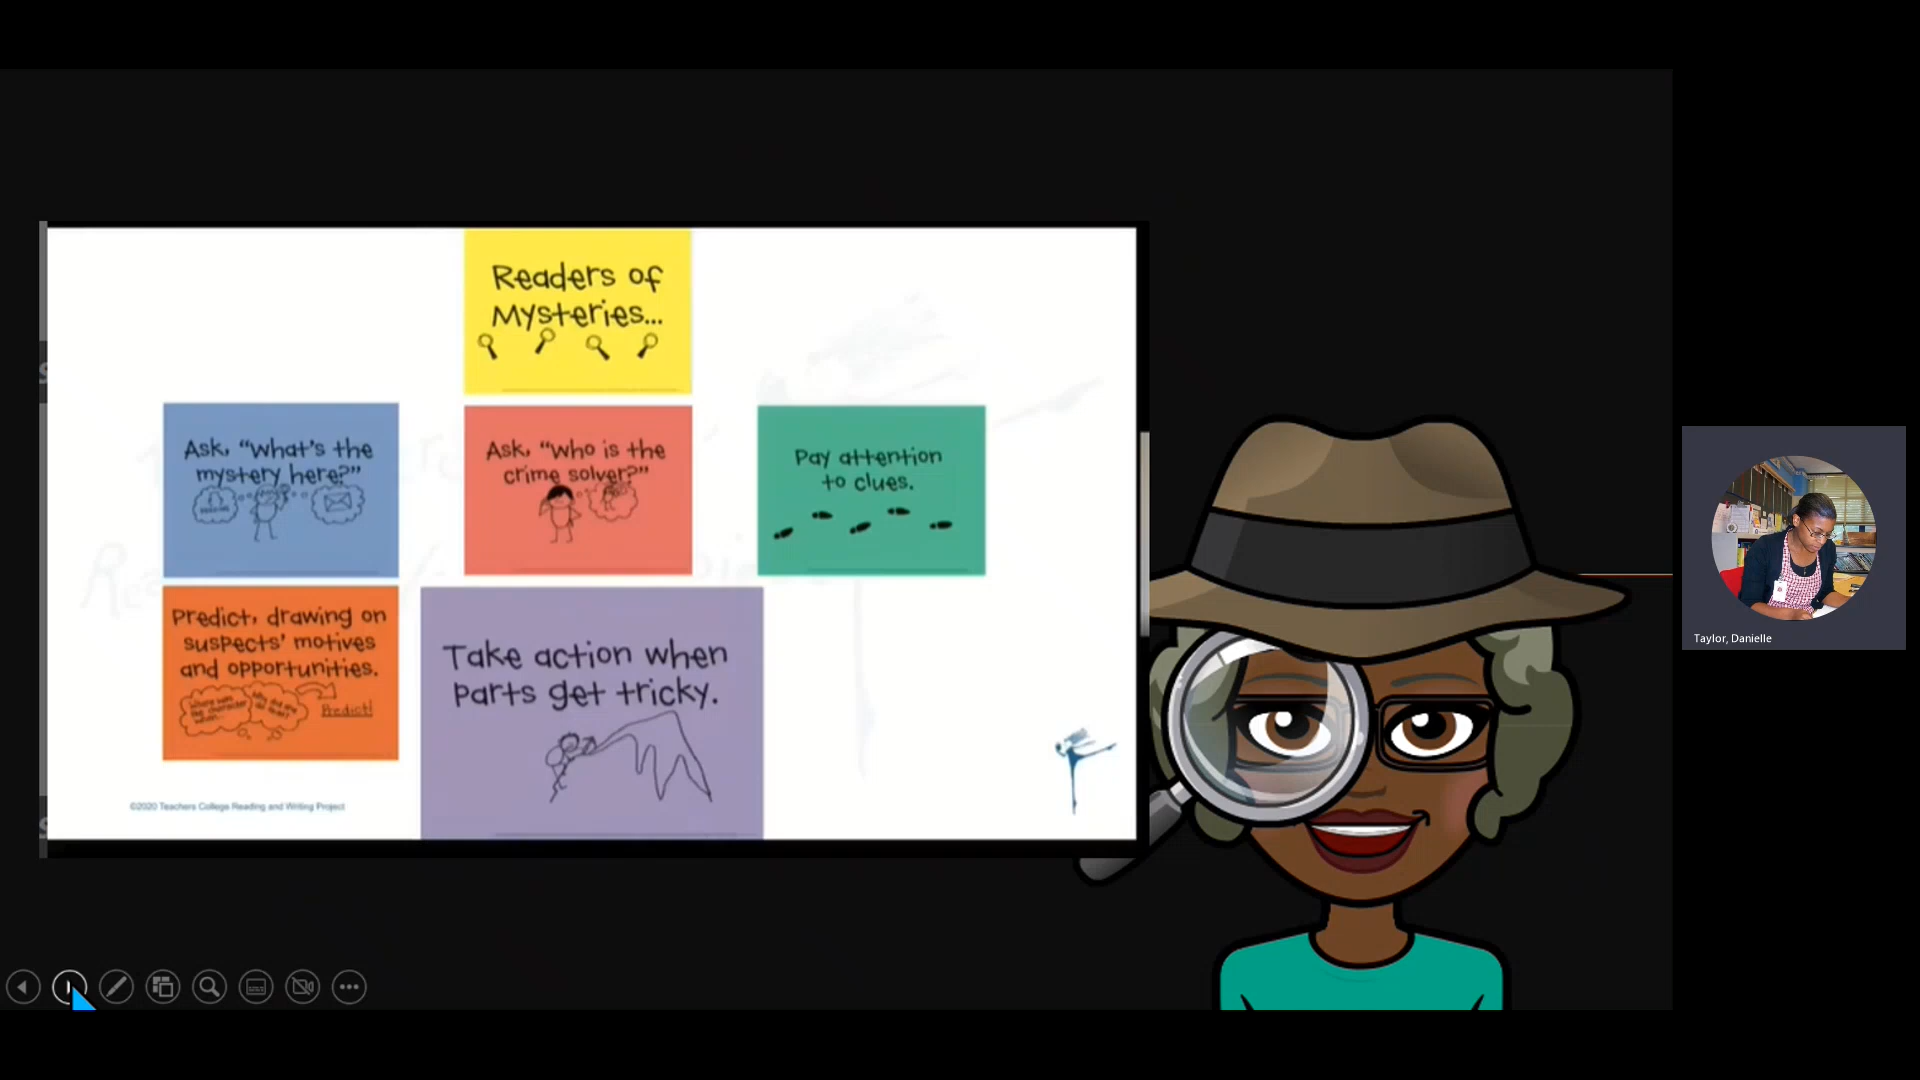 Readers of
Mysteries...
Ask, "What's the
mystery here?"
Ask, "Who is the
crime solver?"
Pay attention
to clues.
Predict, drawing on
suspects' motives
and opportunities.
Predict!
Take action when
parts get tricky.
©2020 Teachers College Reading and Writing Project
Taylor, Danielle